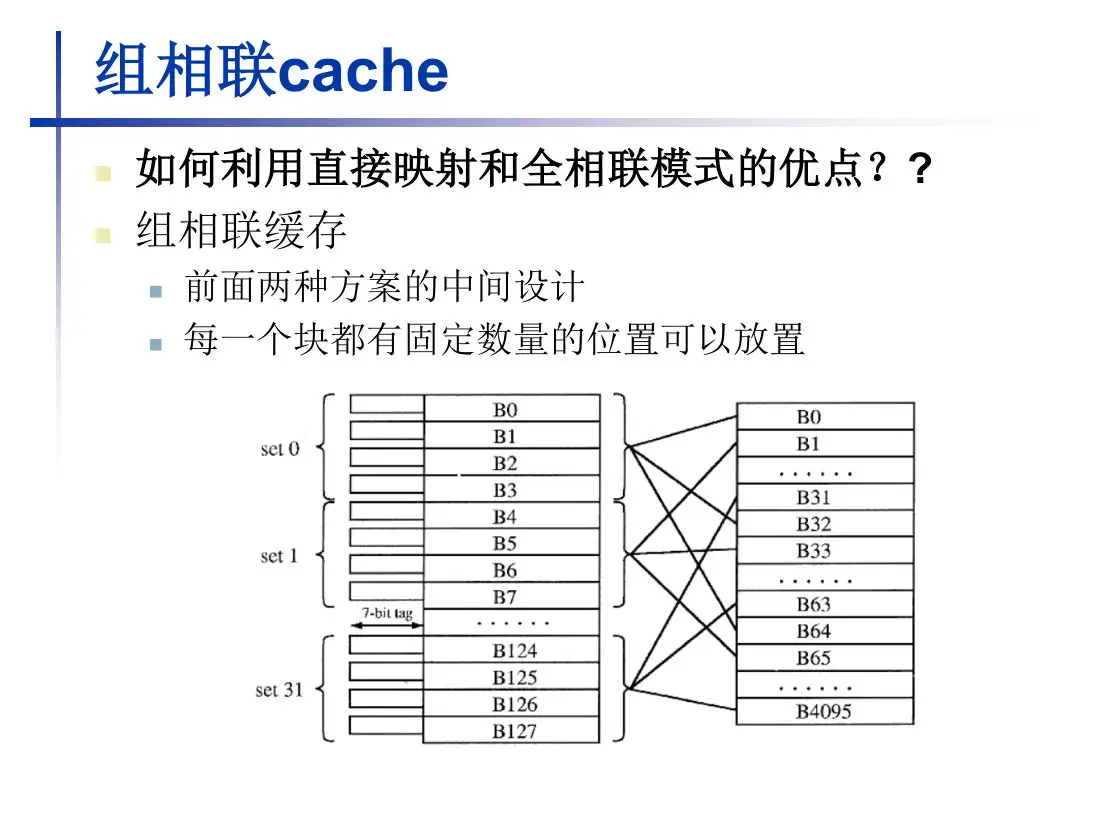 组相联cache
如何利用直接映射和全相联模式的优点？?
组相联缓存
前面两种方案的中间设计
每一个块都有固定数量的位置可以放置
set 0
B0
B1
B2
B3
set 1
B4
B5
B6
B7
7-bit tag
......
set 31
B124
B125
B126
B127
B0
B1
......
B31
B32
B33
......
B63
B64
B65
......
B4095